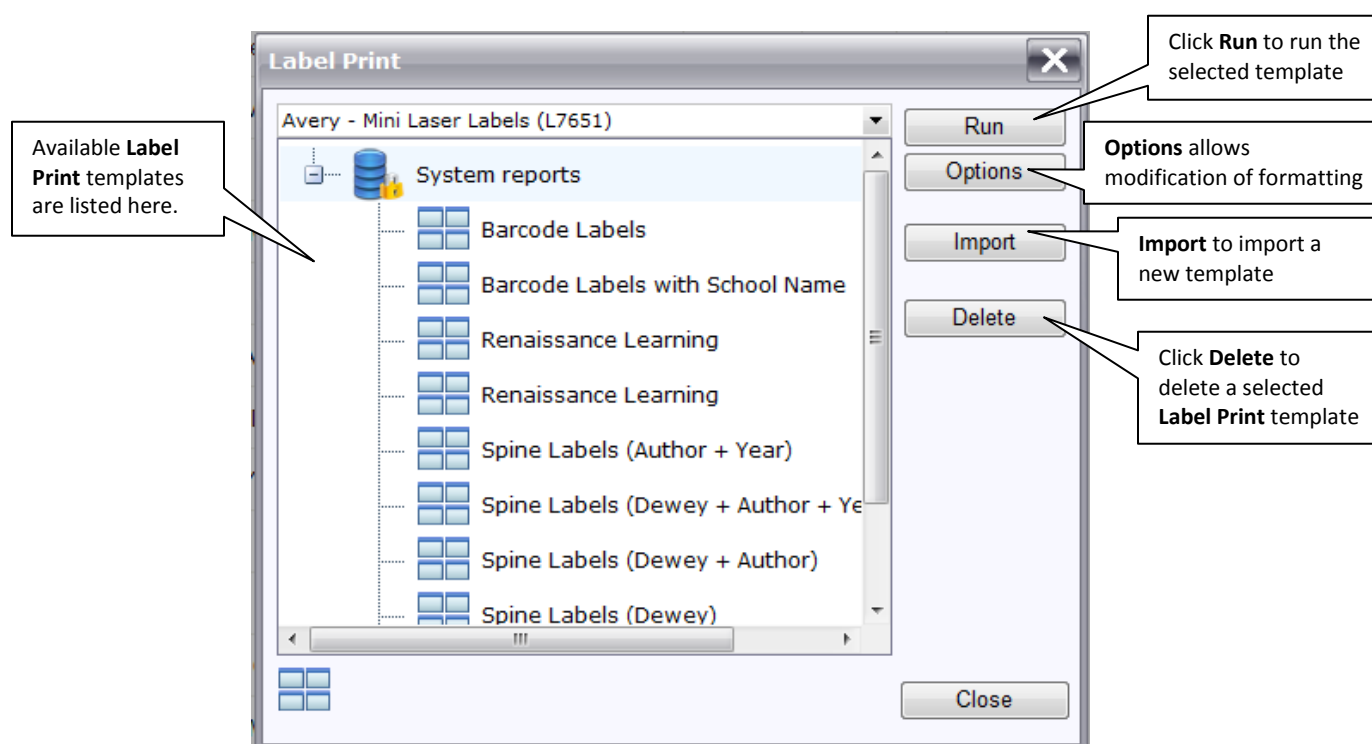 Label Print
Avery - Mini Laser Labels (L7651)
System reports
Barcode Labels
Barcode Labels with School Name
Renaissance Learning
Renaissance Learning
Spine Labels (Author + Year)
Spine Labels (Dewey + Author + Ye
Spine Labels (Dewey + Author)
Spine Labels (Dewey)
Run
Options
Import
Delete
Close
Available Label
Print templates
are listed here.
Click Run to run the
selected template
Options allows
modification of formatting
Import to import a
new template
Click Delete to
delete a selected
Label Print template